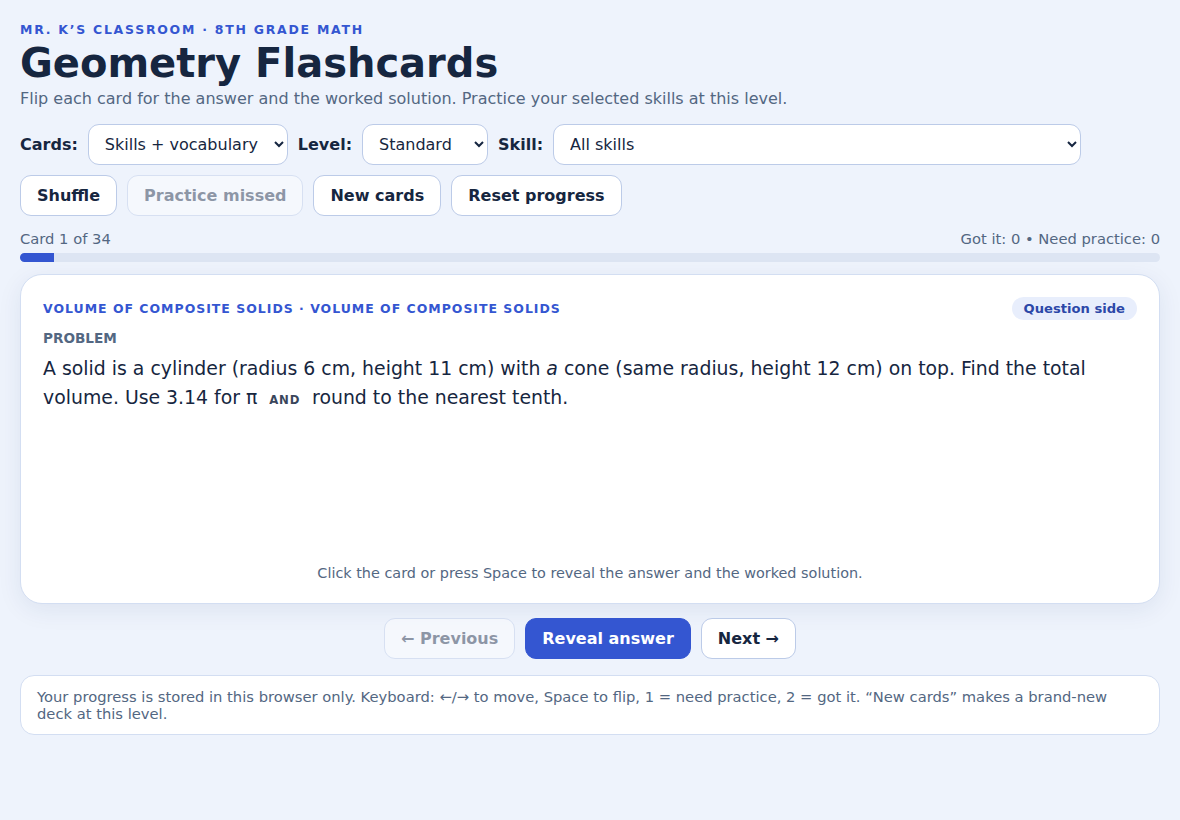 MR. K’S CLASSROOM · 8TH GRADE MATH
Geometry Flashcards
Flip each card for the answer and the worked solution. Practice your selected skills at this level.
Cards: Skills + vocabulary Level: Standard Skill: All skills
Shuffle Practice missed New cards Reset progress
Card 1 of 34 Got it: 0 • Need practice: 0
VOLUME OF COMPOSITE SOLIDS · VOLUME OF COMPOSITE SOLIDS Question side
PROBLEM
A solid is a cylinder (radius 6 cm, height 11 cm) with a cone (same radius, height 12 cm) on top. Find the total
volume. Use 3.14 for π AND round to the nearest tenth.
Click the card or press Space to reveal the answer and the worked solution.
← Previous Reveal answer Next →
Your progress is stored in this browser only. Keyboard: ←/→ to move, Space to flip, 1 = need practice, 2 = got it. “New cards” makes a brand-new
deck at this level.